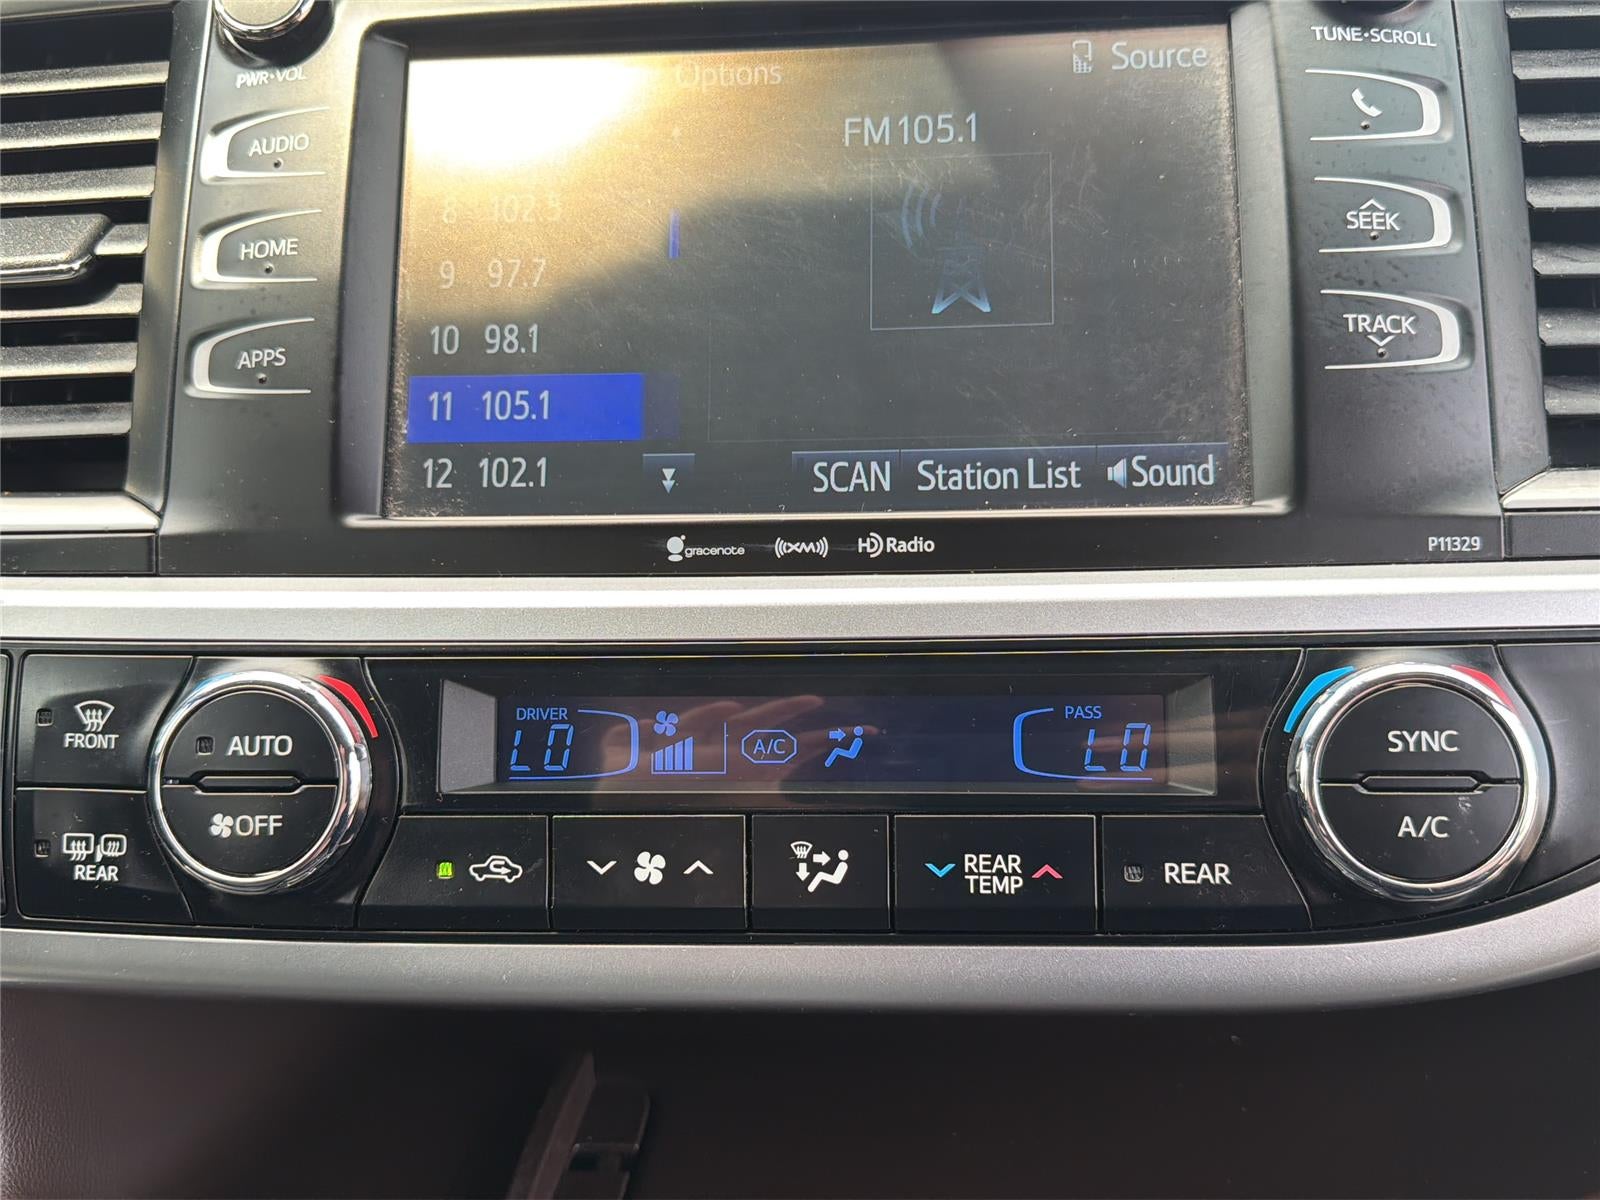 PWR•VOL
AUDIO
HOME
APPS
Options
Source
FM 105.1
8 102.5
9 97.7
10 98.1
11 105.1
12 102.1
SCAN
Station List
Sound
TUNE•SCROLL
SEEK
TRACK
gracenote
((XM))
HD Radio
P11329
FRONT
REAR
AUTO
OFF
DRIVER
LO
A/C
PASS
LO
SYNC
A/C
REAR
TEMP
REAR